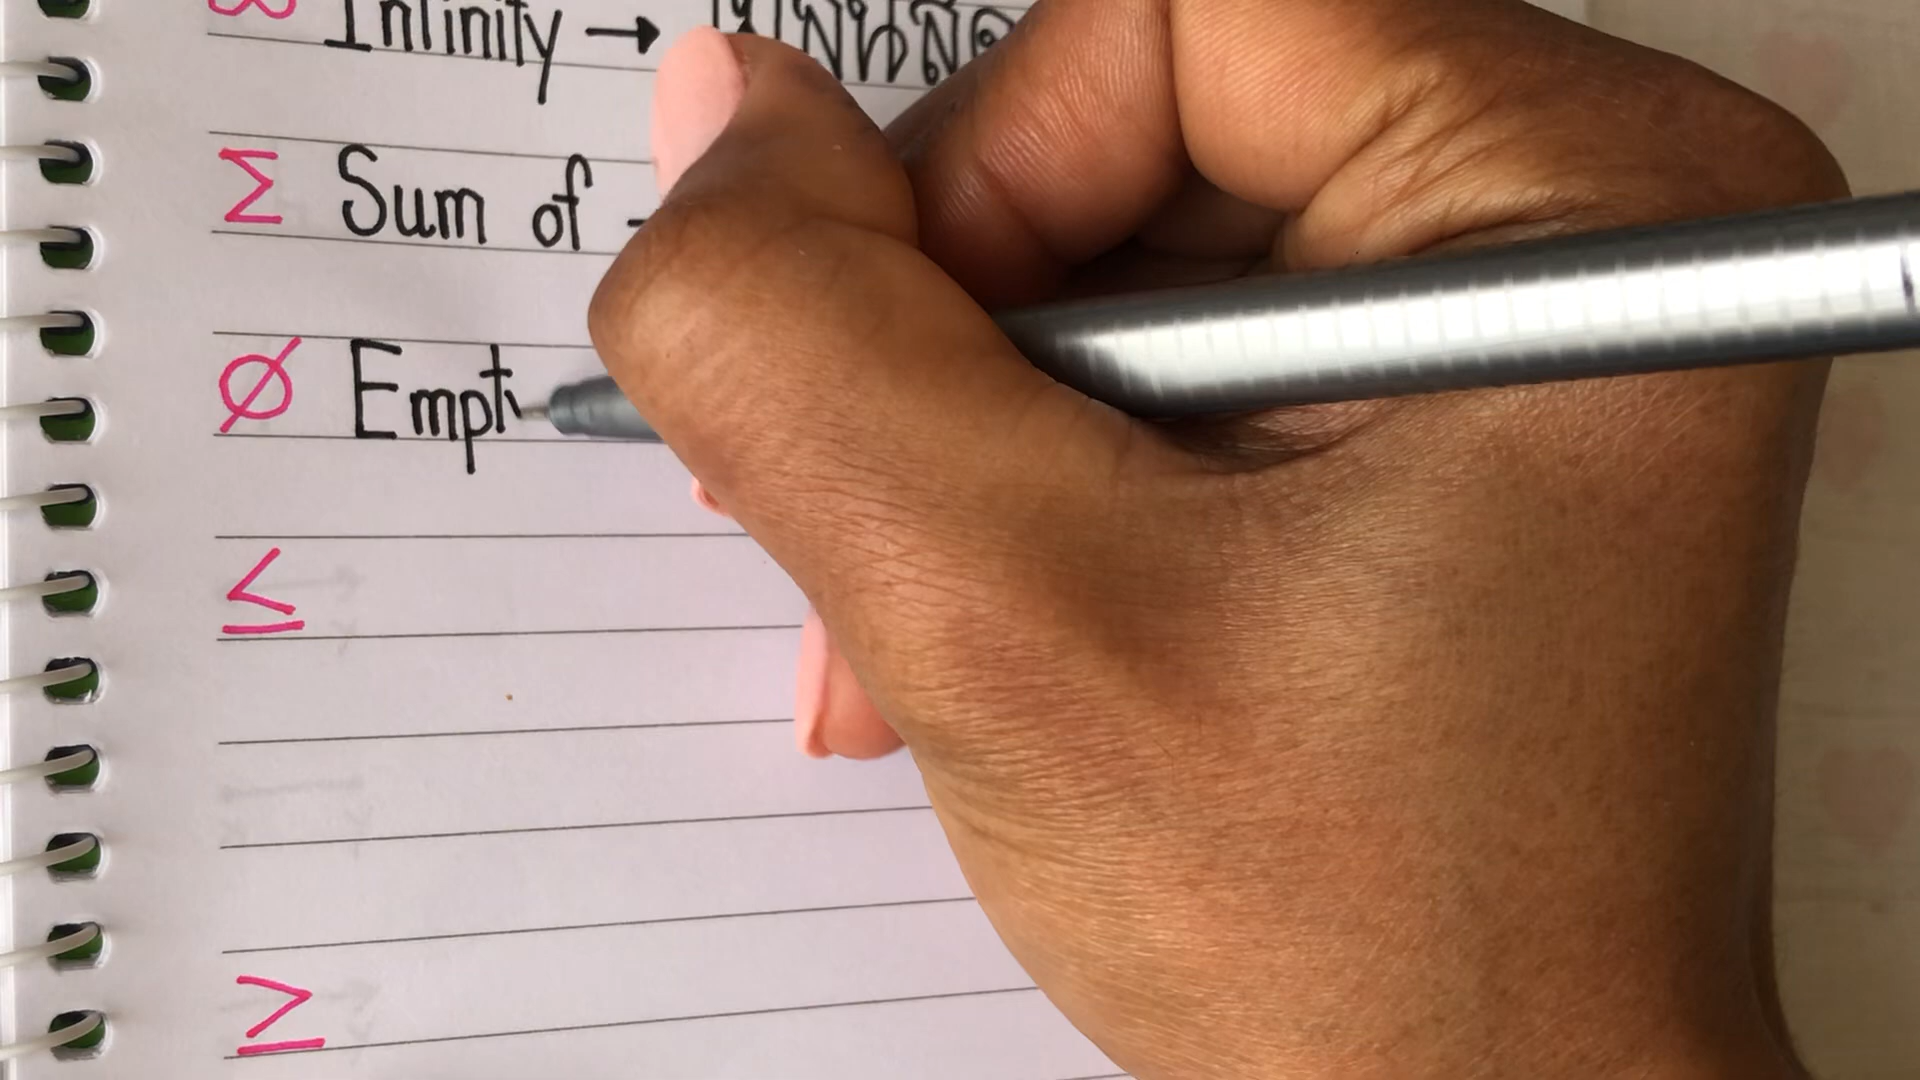 ∞ Infinity →
Σ Sum of
∅ Empt
≤
≥